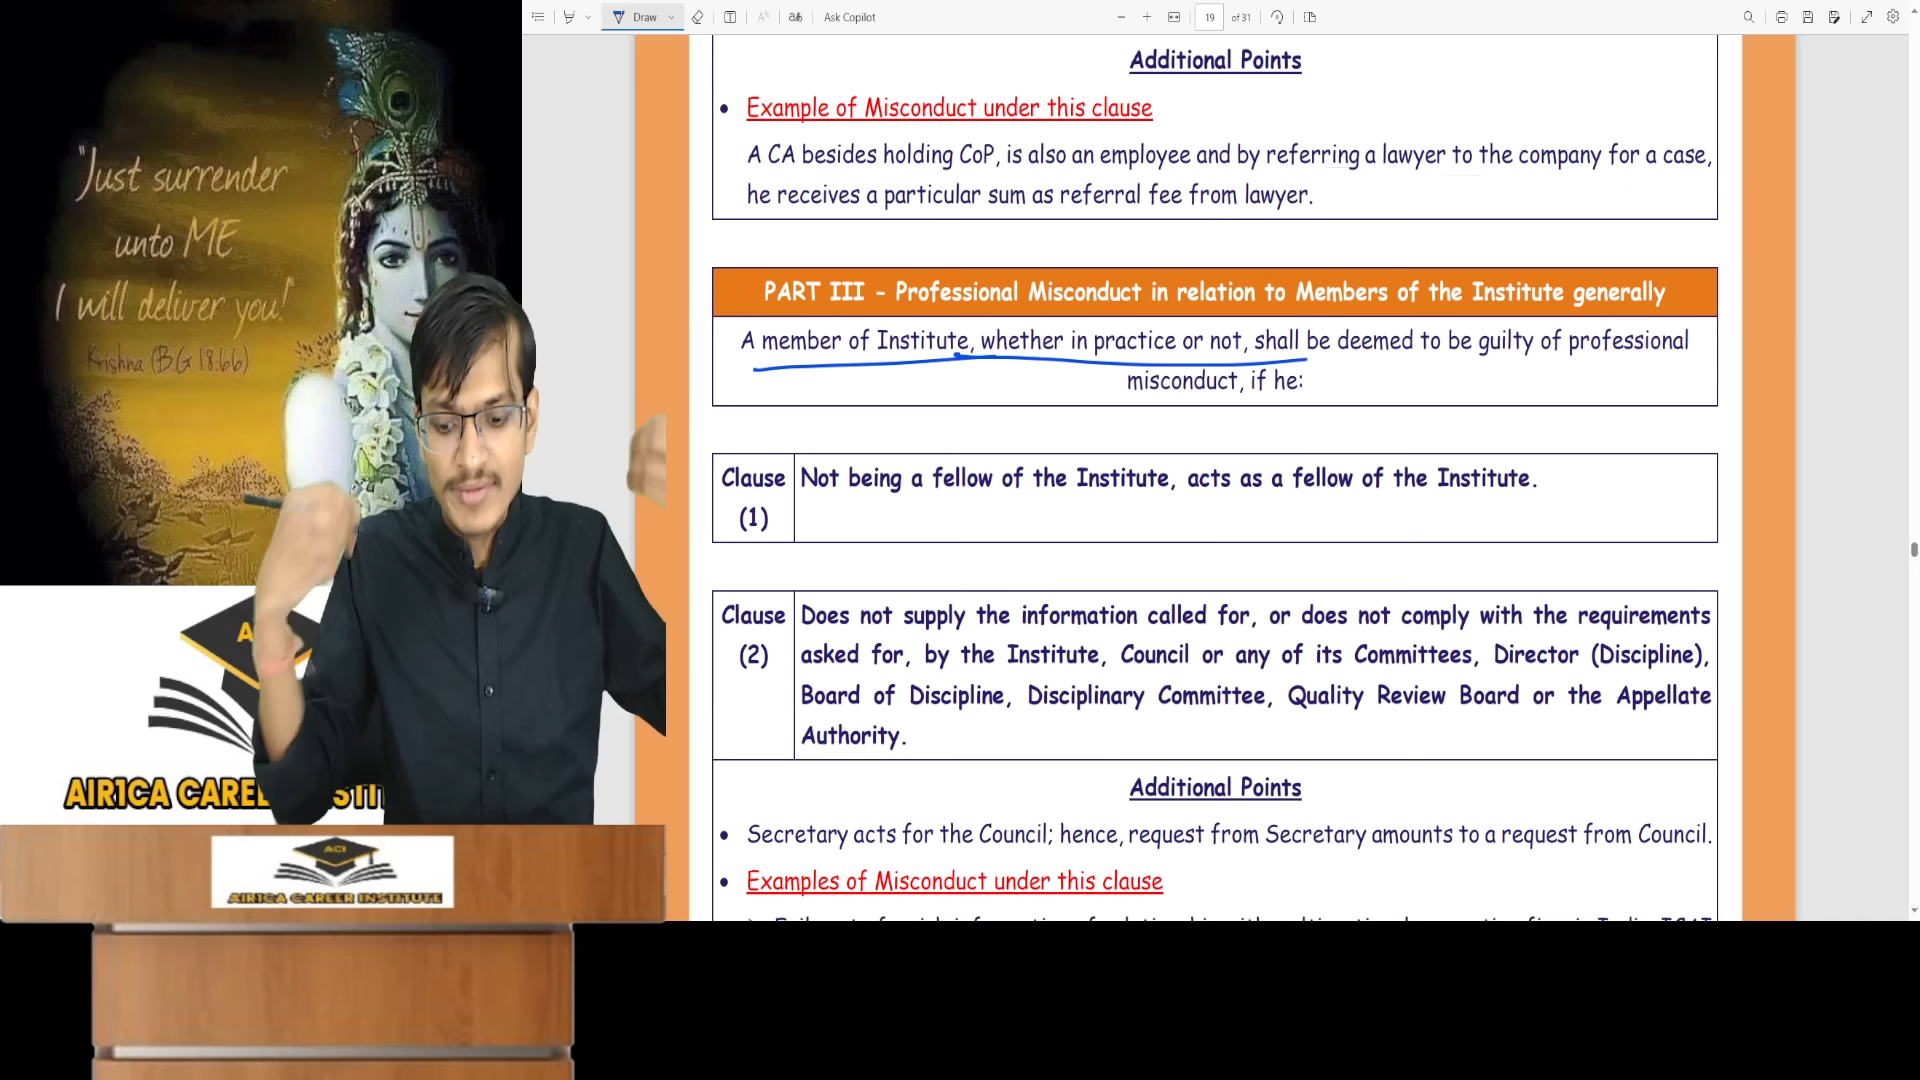 Draw
Ask Copilot
19
of 31
Additional Points
• Example of Misconduct under this clause
A CA besides holding CoP, is also an employee and by referring a lawyer to the company for a case,
he receives a particular sum as referral fee from lawyer.
"Just surrender
unto ME
I will deliver you!"
Krishna (B.G 18:66)
PART III - Professional Misconduct in relation to Members of the Institute generally
A member of Institute, whether in practice or not, shall be deemed to be guilty of professional
misconduct, if he:
Clause Not being a fellow of the Institute, acts as a fellow of the Institute.
(1)
Clause Does not supply the information called for, or does not comply with the requirements
(2) asked for, by the Institute, Council or any of its Committees, Director (Discipline),
Board of Discipline, Disciplinary Committee, Quality Review Board or the Appellate
Authority.
Additional Points
• Secretary acts for the Council; hence, request from Secretary amounts to a request from Council.
• Examples of Misconduct under this clause
AIR1CA
ACI
AIR1CA CAREER INSTITUTE